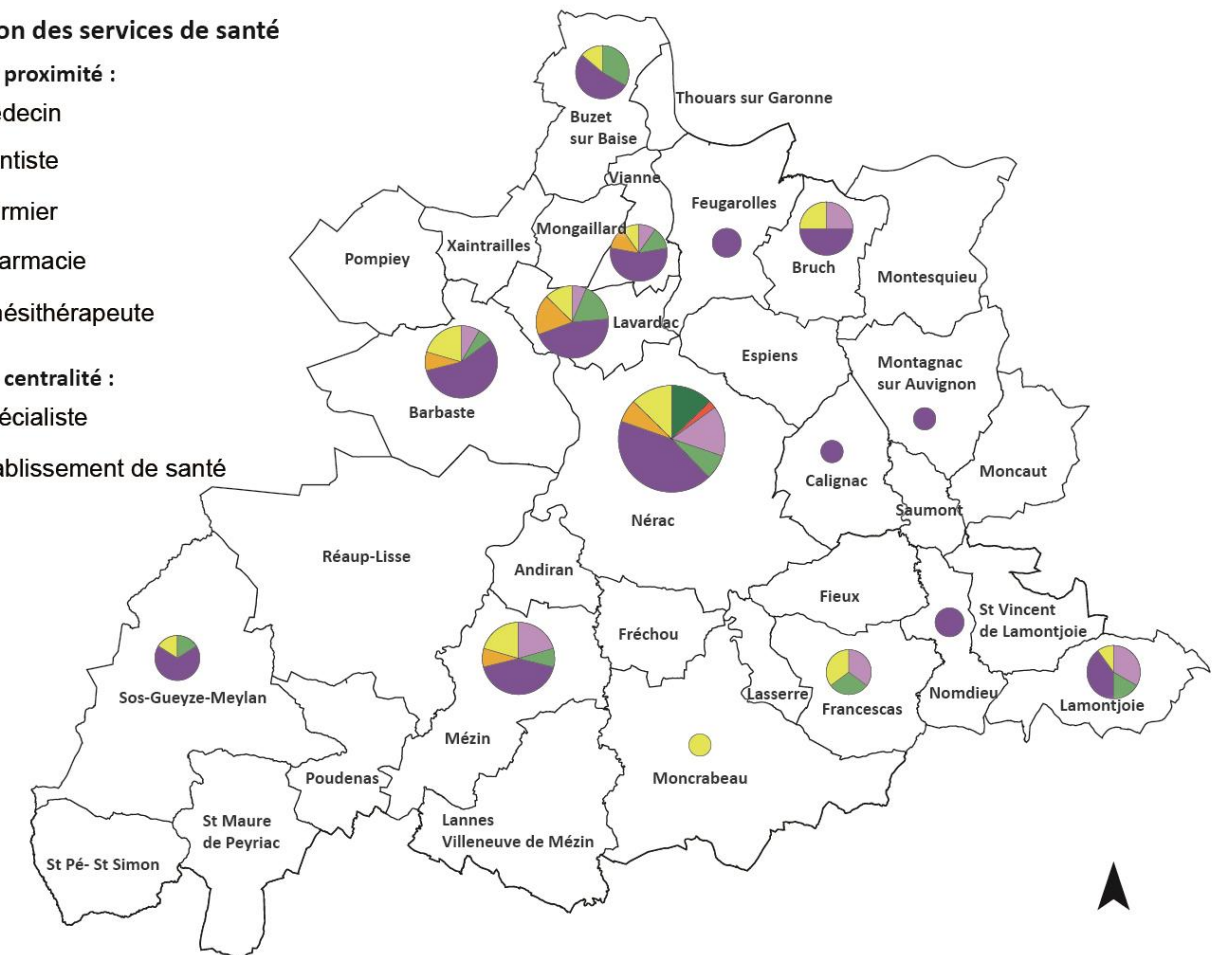 on des services de santé
proximité :
édecin
ntiste
rmier
armacie
nésithérapeute
centralité :
écialiste
ablissement de santé
Thouars sur Garonne
Buzet
sur Baise
Vianne
Feugarolles
Mongaillard
Xaintrailles
Pompiey
Bruch
Montesquieu
Lavardac
Espiens
Montagnac
sur Auvignon
Barbaste
Calignac
Moncaut
Saumont
Nérac
Réaup-Lisse
Andiran
Fieux
Fréchou
St Vincent
de Lamontjoie
Sos-Gueyze-Meylan
Lasserre
Francescas
Nomdieu
Lamontjoie
Mézin
Poudenas
Moncrabeau
St Maure
de Peyriac
Lannes
Villeneuve de Mézin
St Pé- St Simon